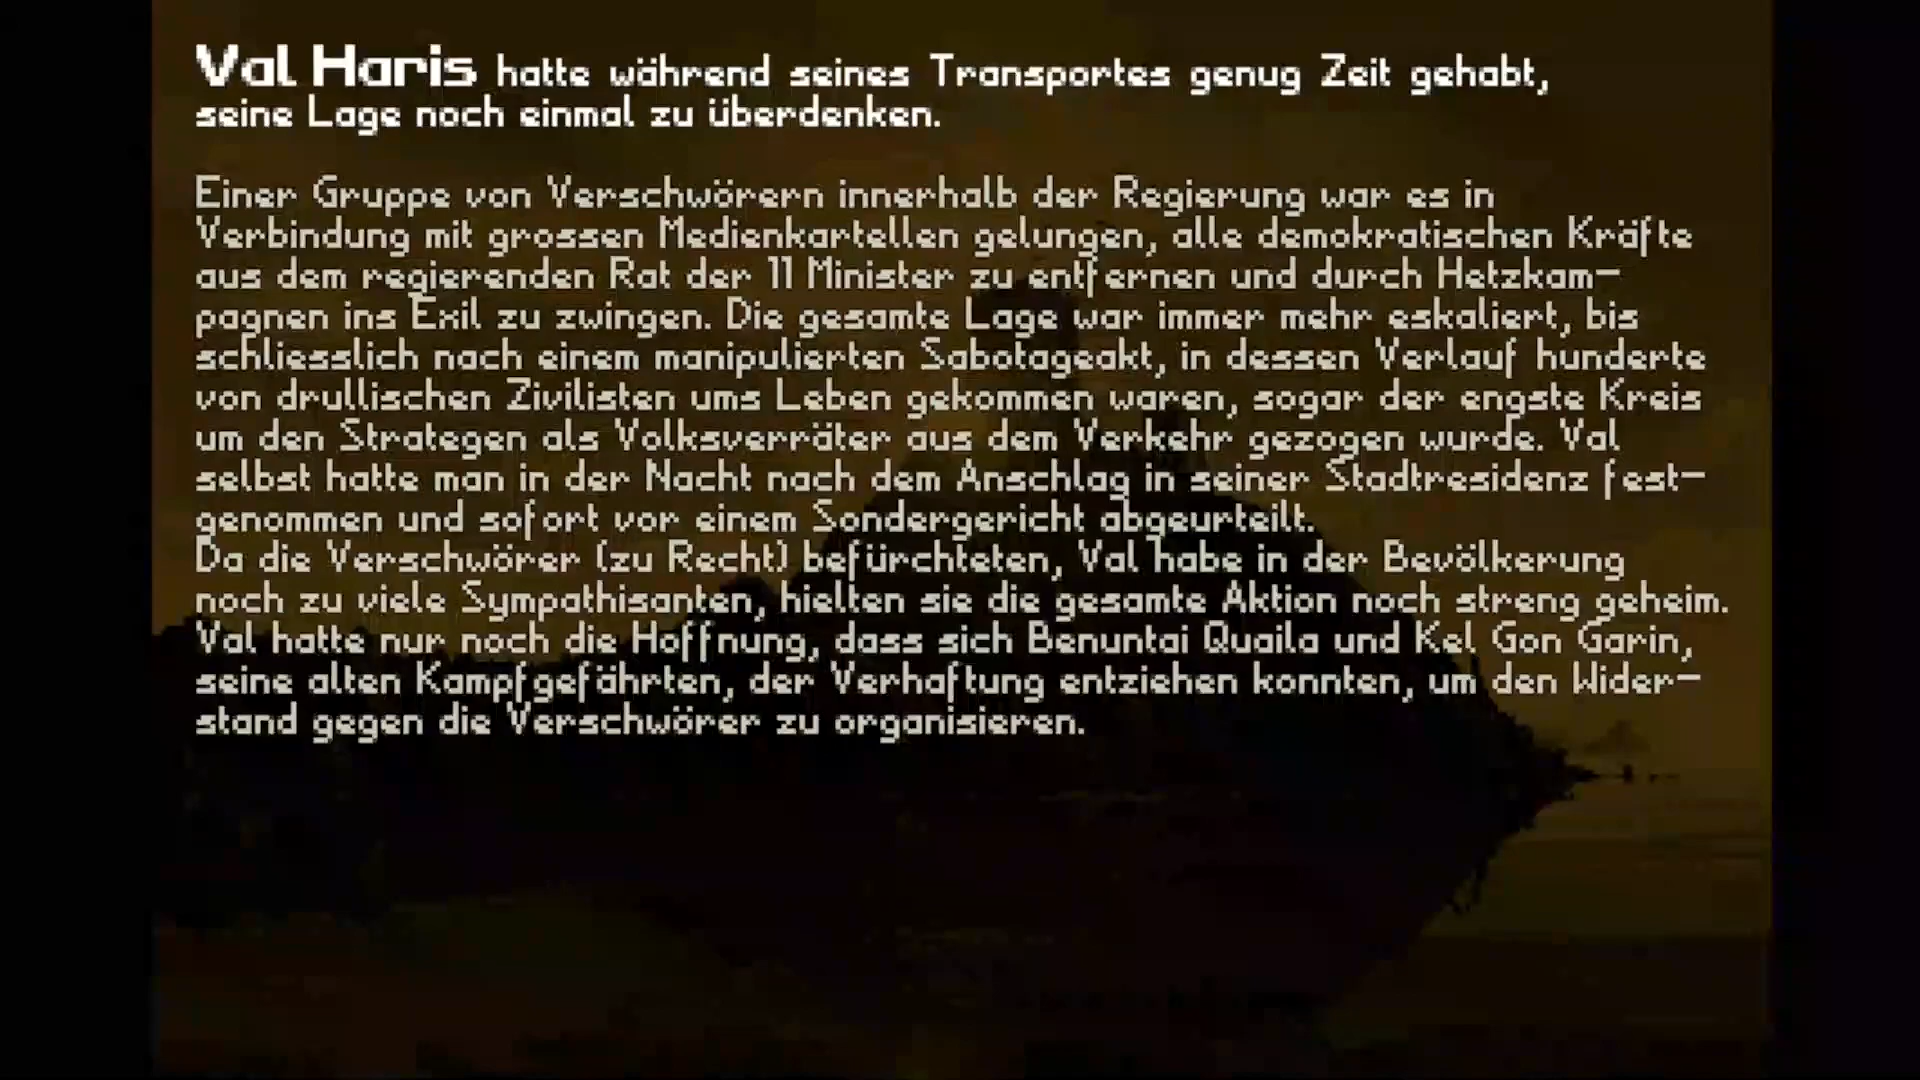 Val Haris hatte während seines Transportes genug Zeit gehabt,
seine Lage noch einmal zu überdenken.
Einer Gruppe von Verschwörern innerhalb der Regierung war es in
Verbindung mit grossen Medienkartellen gelungen, alle demokratischen Kräfte
aus dem regierenden Rat der 11 Minister zu entfernen und durch Hetzkam-
pagnen ins Exil zu zwingen. Die gesamte Lage war immer mehr eskaliert, bis
schliesslich nach einem manipulierten Sabotageakt, in dessen Verlauf hunderte
von drullischen Zivilisten ums Leben gekommen waren, sogar der engste Kreis
um den Strategen als Volksverräter aus dem Verkehr gezogen wurde. Val
selbst hatte man in der Nacht nach dem Anschlag in seiner Stadtresidenz fest-
genommen und sofort vor einem Sondergericht abgeurteilt.
Da die Verschwörer (zu Recht) befürchteten, Val habe in der Bevölkerung
noch zu viele Sympathisanten, hielten sie die gesamte Aktion noch streng geheim.
Val hatte nur noch die Hoffnung, dass sich Benuntai Quaila und Kel Gon Garin,
seine alten Kampfgefährten, der Verhaftung entziehen konnten, um den Wider-
stand gegen die Verschwörer zu organisieren.